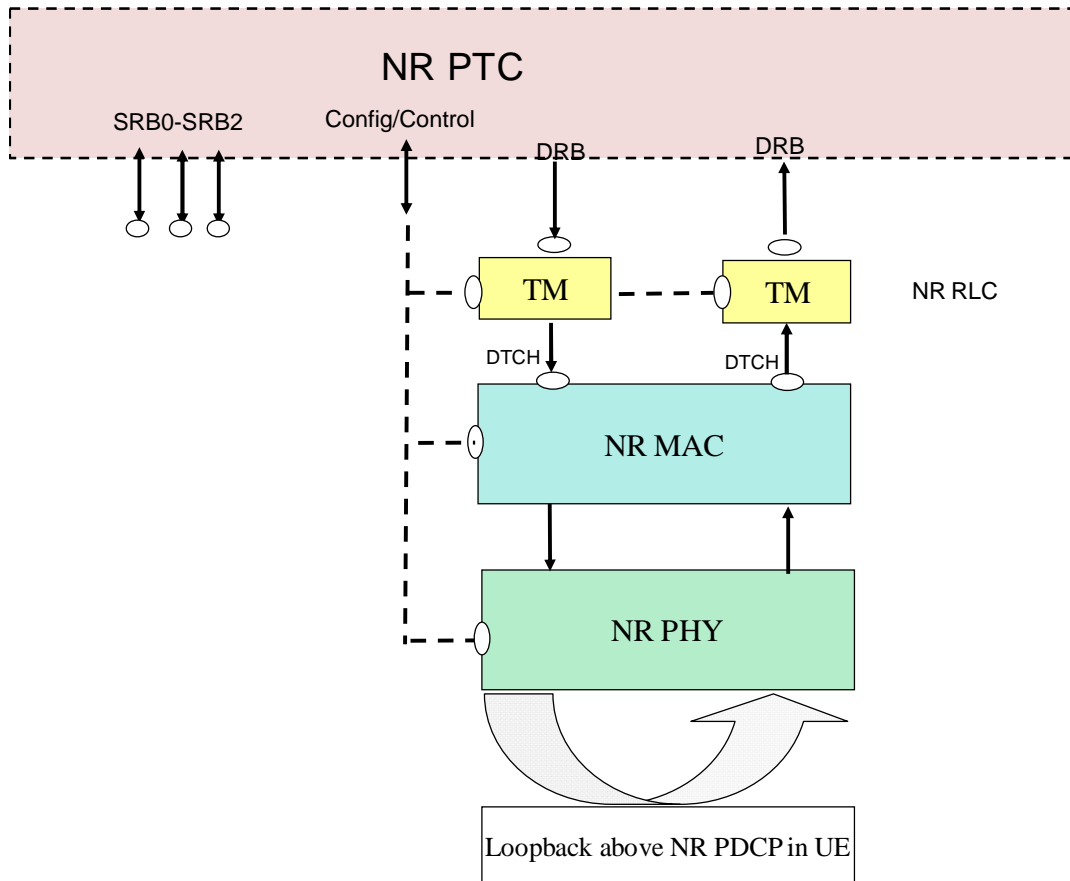 NR PTC
SRB0-SRB2
Config/Control
DRB
DRB
TM
TM
NR RLC
DTCH
DTCH
NR MAC
NR PHY
Loopback above NR PDCP in UE